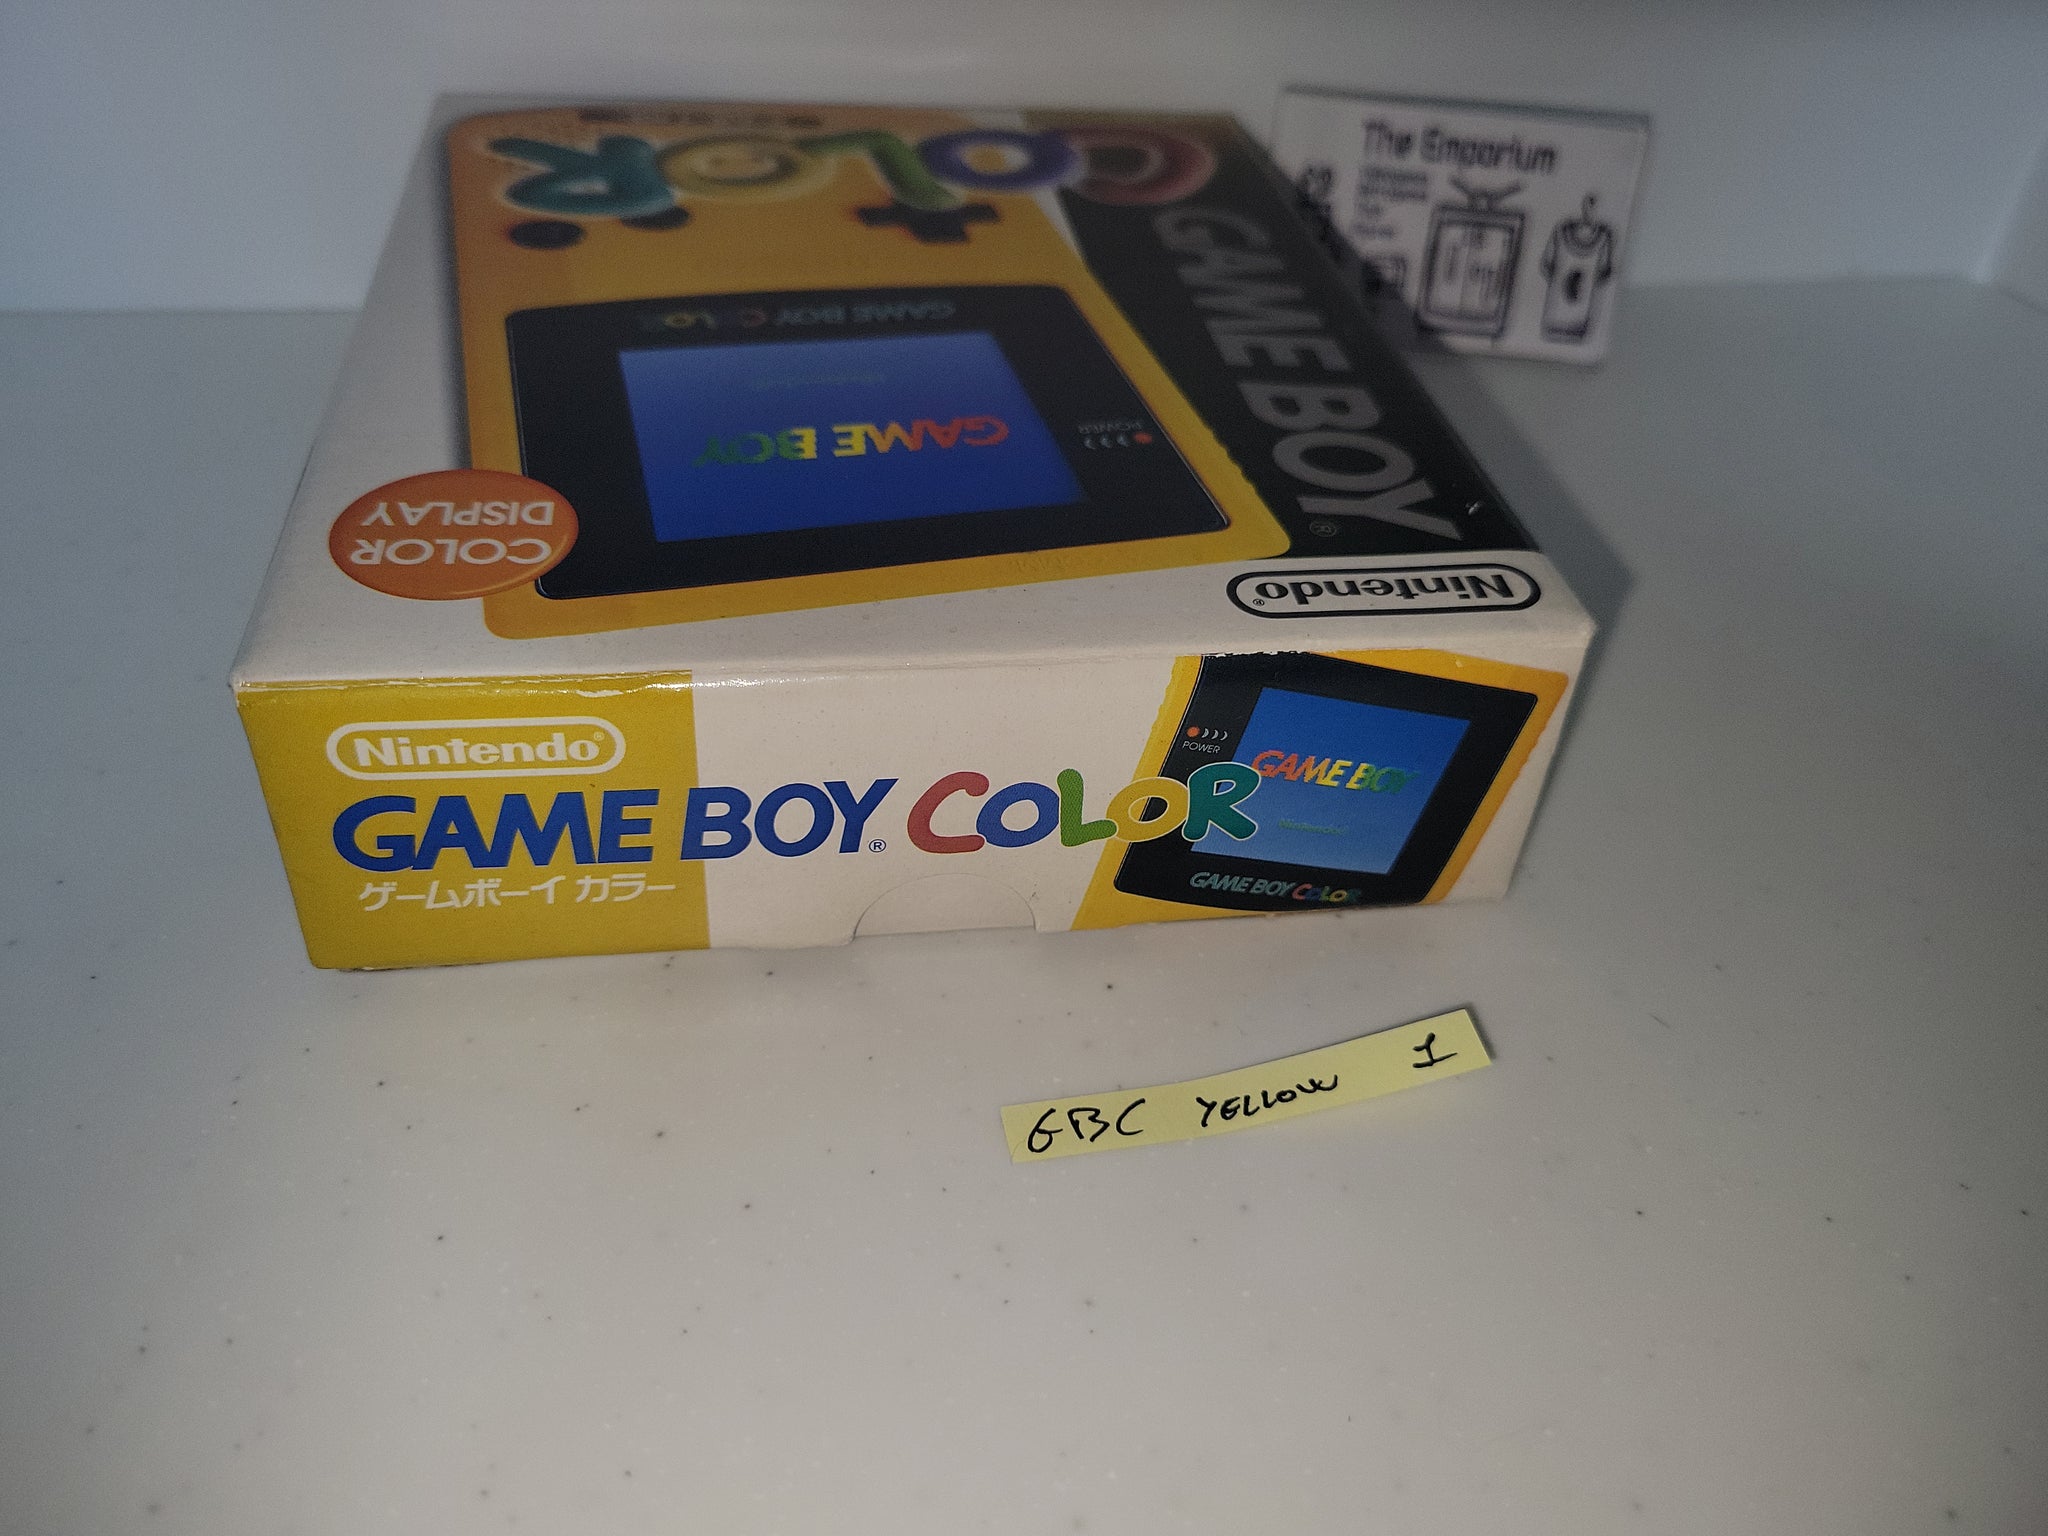 The Emporium
COLOR
GAME BOY
GAME BOY COLOR
POWER
GAME BOY
COLOR
DISPLAY
Nintendo®
Nintendo®
GAME BOY® COLOR
ゲームボーイ カラー
POWER
GAME BOY
Nintendo
GAME BOY COLOR
GBC YELLOW 1